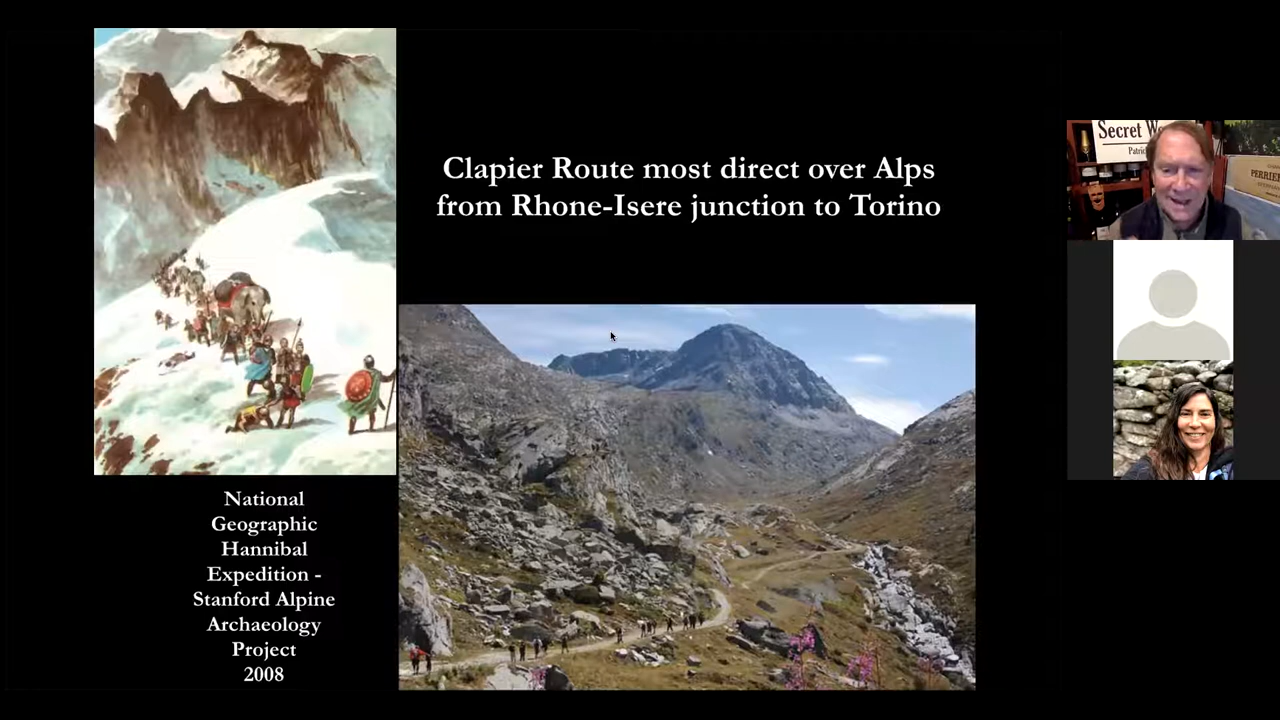 Clapier Route most direct over Alps
from Rhone-Isere junction to Torino
National
Geographic
Hannibal
Expedition -
Stanford Alpine
Archaeology
Project
2008
Secret